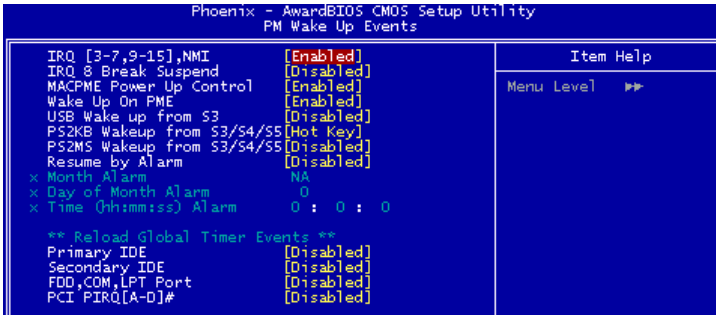 Phoenix - AwardBIOS CMOS Setup Utility
PM Wake Up Events
IRQ [3-7,9-15],NMI [Enabled]
IRQ 8 Break Suspend [Disabled]
MACPME Power Up Control [Enabled]
Wake Up On PME [Enabled]
USB Wake up from S3 [Disabled]
PS2KB Wakeup from S3/S4/S5[Hot Key]
PS2MS Wakeup from S3/S4/S5[Disabled]
Resume by Alarm [Disabled]
x Month Alarm NA
x Day of Month Alarm 0
x Time (hh:mm:ss) Alarm 0 : 0 : 0
** Reload Global Timer Events **
Primary IDE [Disabled]
Secondary IDE [Disabled]
FDD,COM,LPT Port [Disabled]
PCI PIRQ[A-D]# [Disabled]
Item Help
Menu Level ▶▶